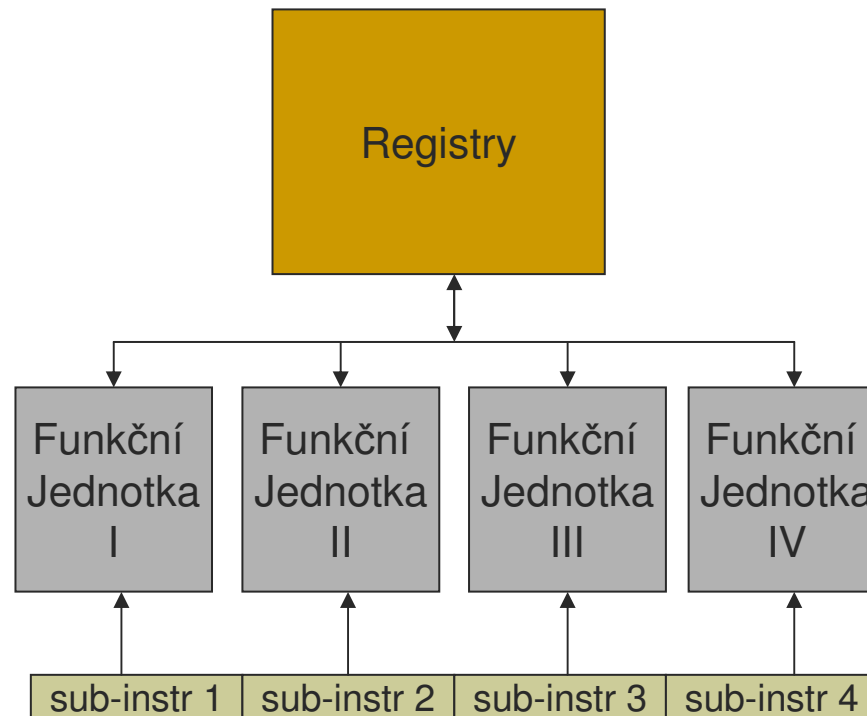 Registry
Funkční
Jednotka
I
Funkční
Jednotka
II
Funkční
Jednotka
III
Funkční
Jednotka
IV
sub-instr 1
sub-instr 2
sub-instr 3
sub-instr 4